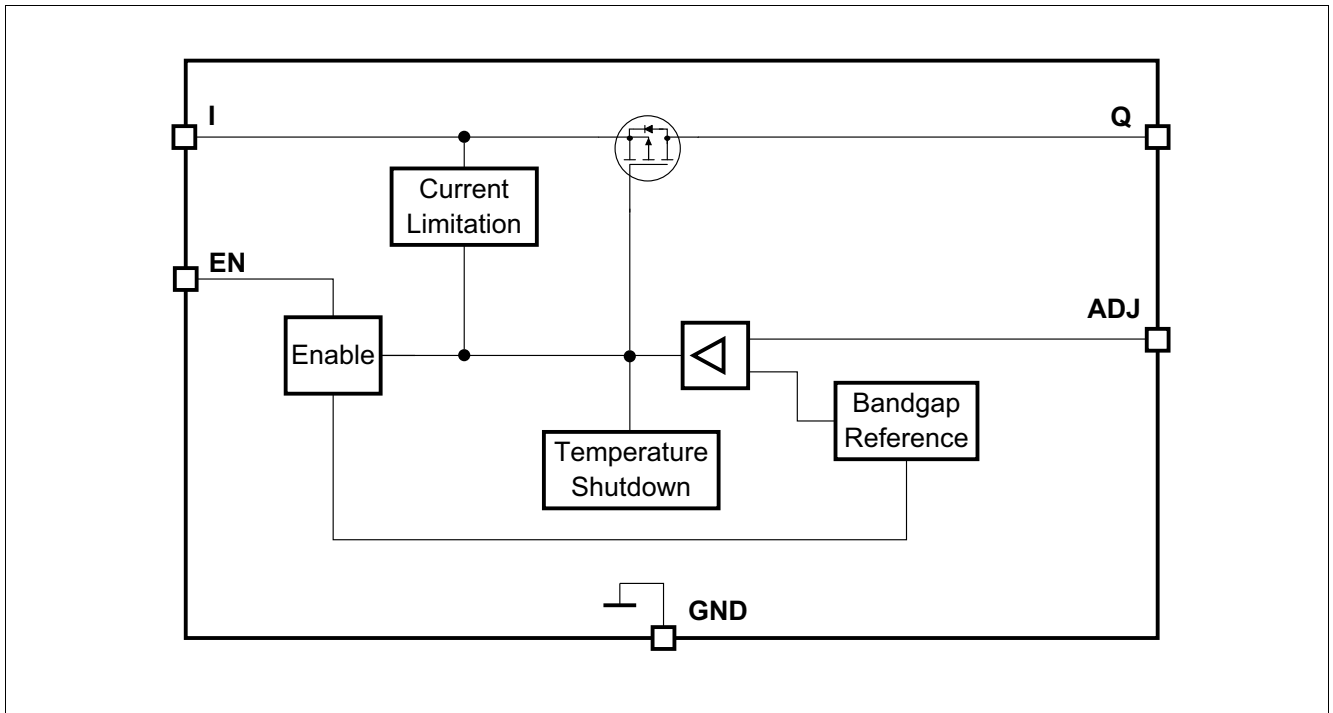 I
Q
Current
Limitation
EN
ADJ
Enable
Bandgap
Reference
Temperature
Shutdown
GND